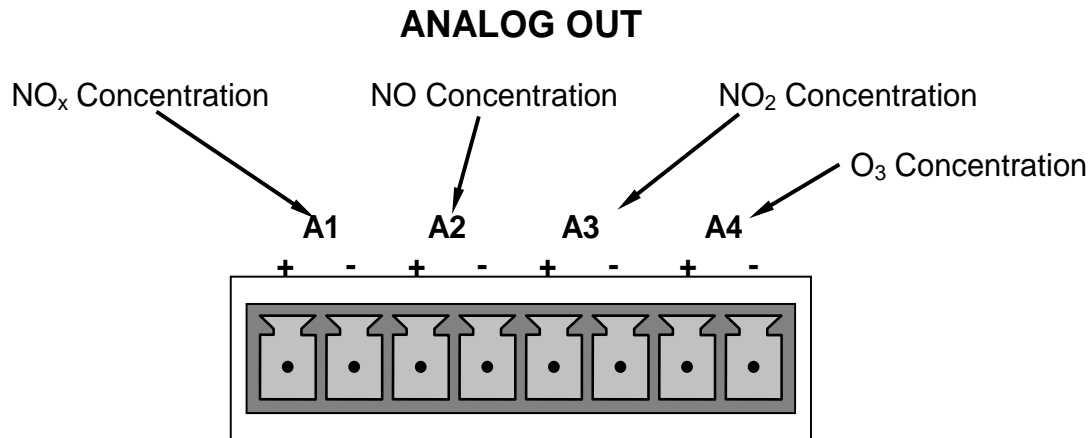 ANALOG OUT
NOₓ Concentration NO Concentration NO₂ Concentration
O₃ Concentration
A1 A2 A3 A4
+ - + - + - + -